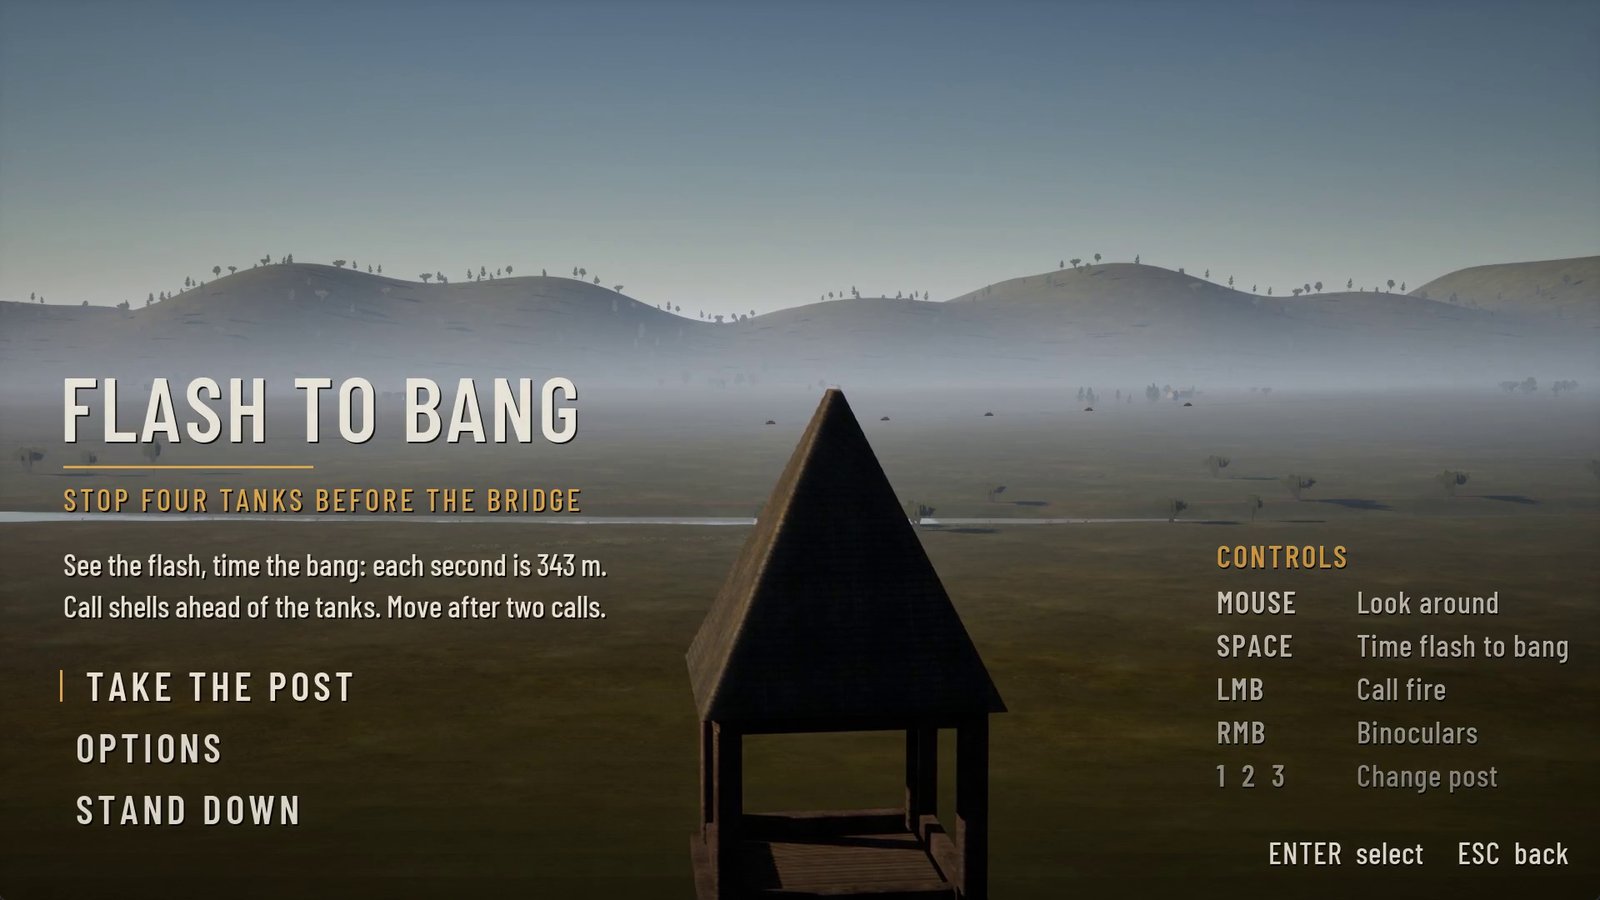 FLASH TO BANG
STOP FOUR TANKS BEFORE THE BRIDGE
See the flash, time the bang: each second is 343 m.
Call shells ahead of the tanks. Move after two calls.
TAKE THE POST
OPTIONS
STAND DOWN
CONTROLS
MOUSE Look around
SPACE Time flash to bang
LMB Call fire
RMB Binoculars
1 2 3 Change post
ENTER select ESC back